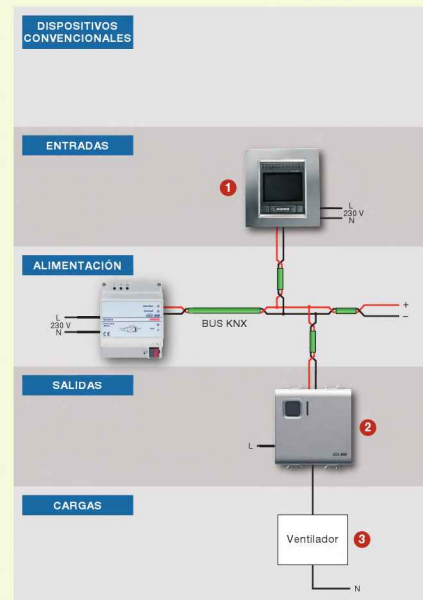 DISPOSITIVOS
CONVENCIONALES
ENTRADAS
1
L
230 V
N
ALIMENTACIÓN
L
230 V
N
BUS KNX
+
–
SALIDAS
L
2
CARGAS
Ventilador
3
N